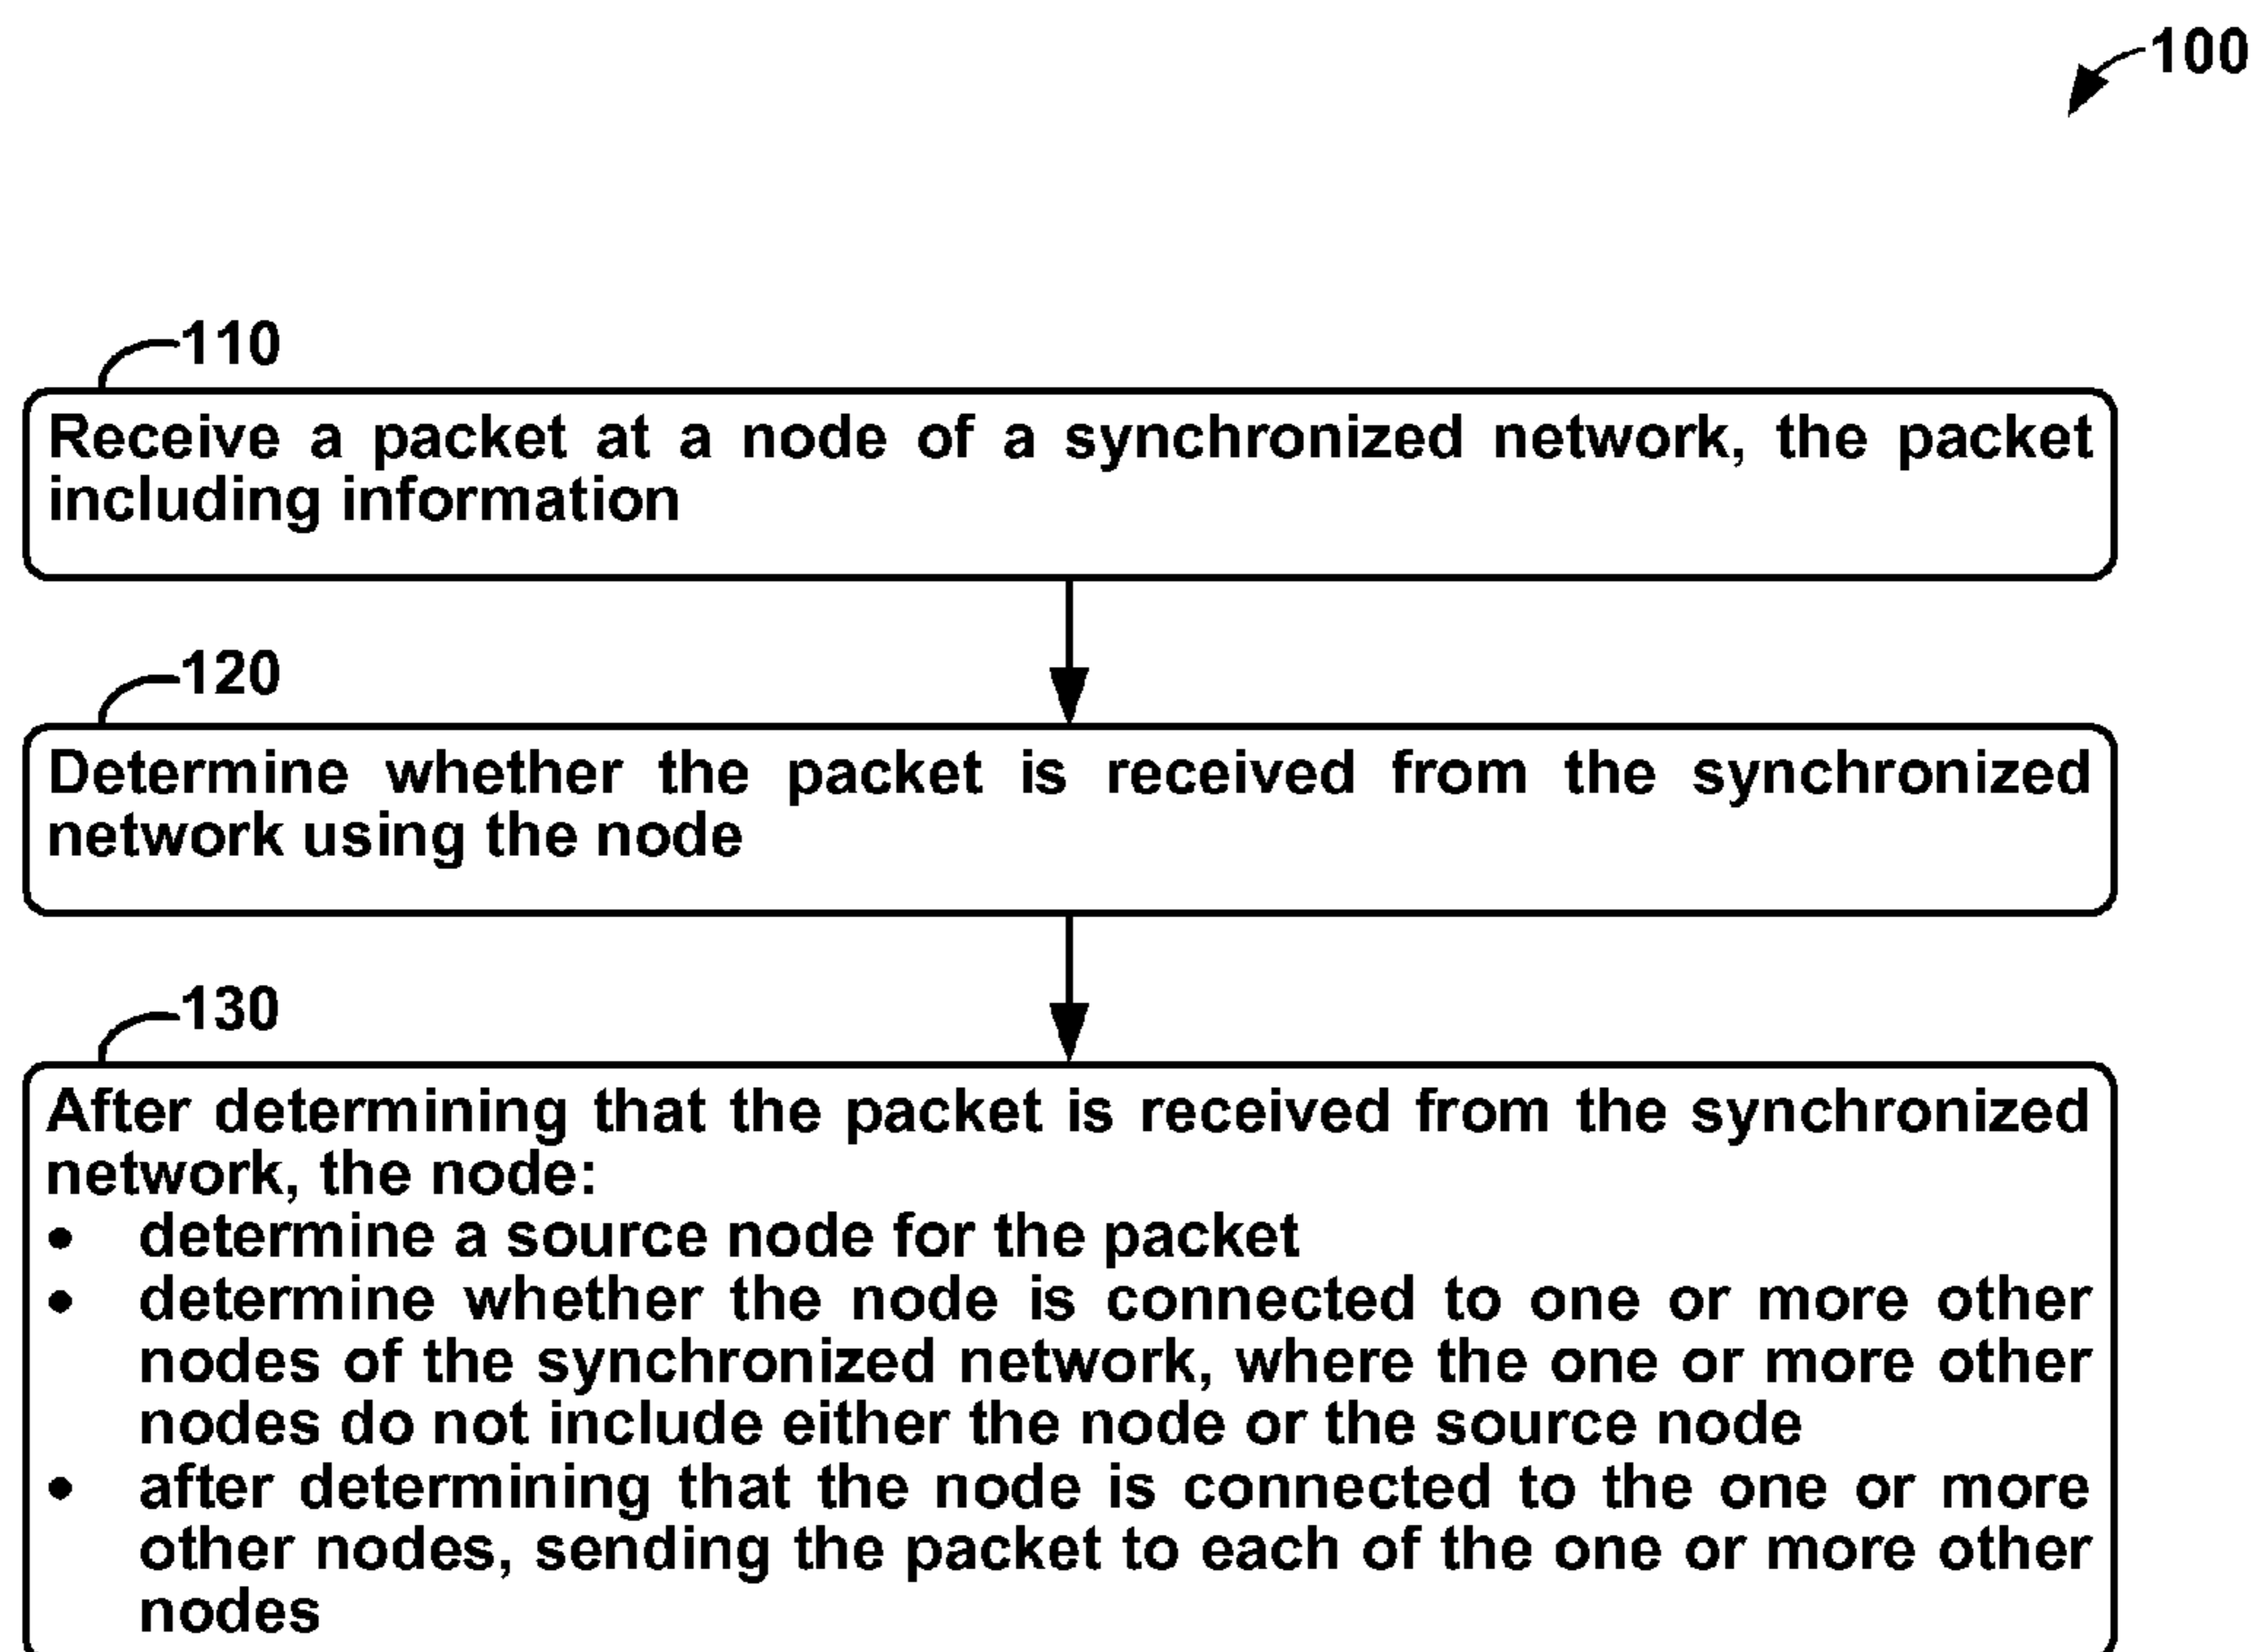 100
110
Receive a packet at a node of a synchronized network, the packet
including information
120
Determine whether the packet is received from the synchronized
network using the node
130
After determining that the packet is received from the synchronized
network, the node:
• determine a source node for the packet
• determine whether the node is connected to one or more other
nodes of the synchronized network, where the one or more other
nodes do not include either the node or the source node
• after determining that the node is connected to the one or more
other nodes, sending the packet to each of the one or more other
nodes